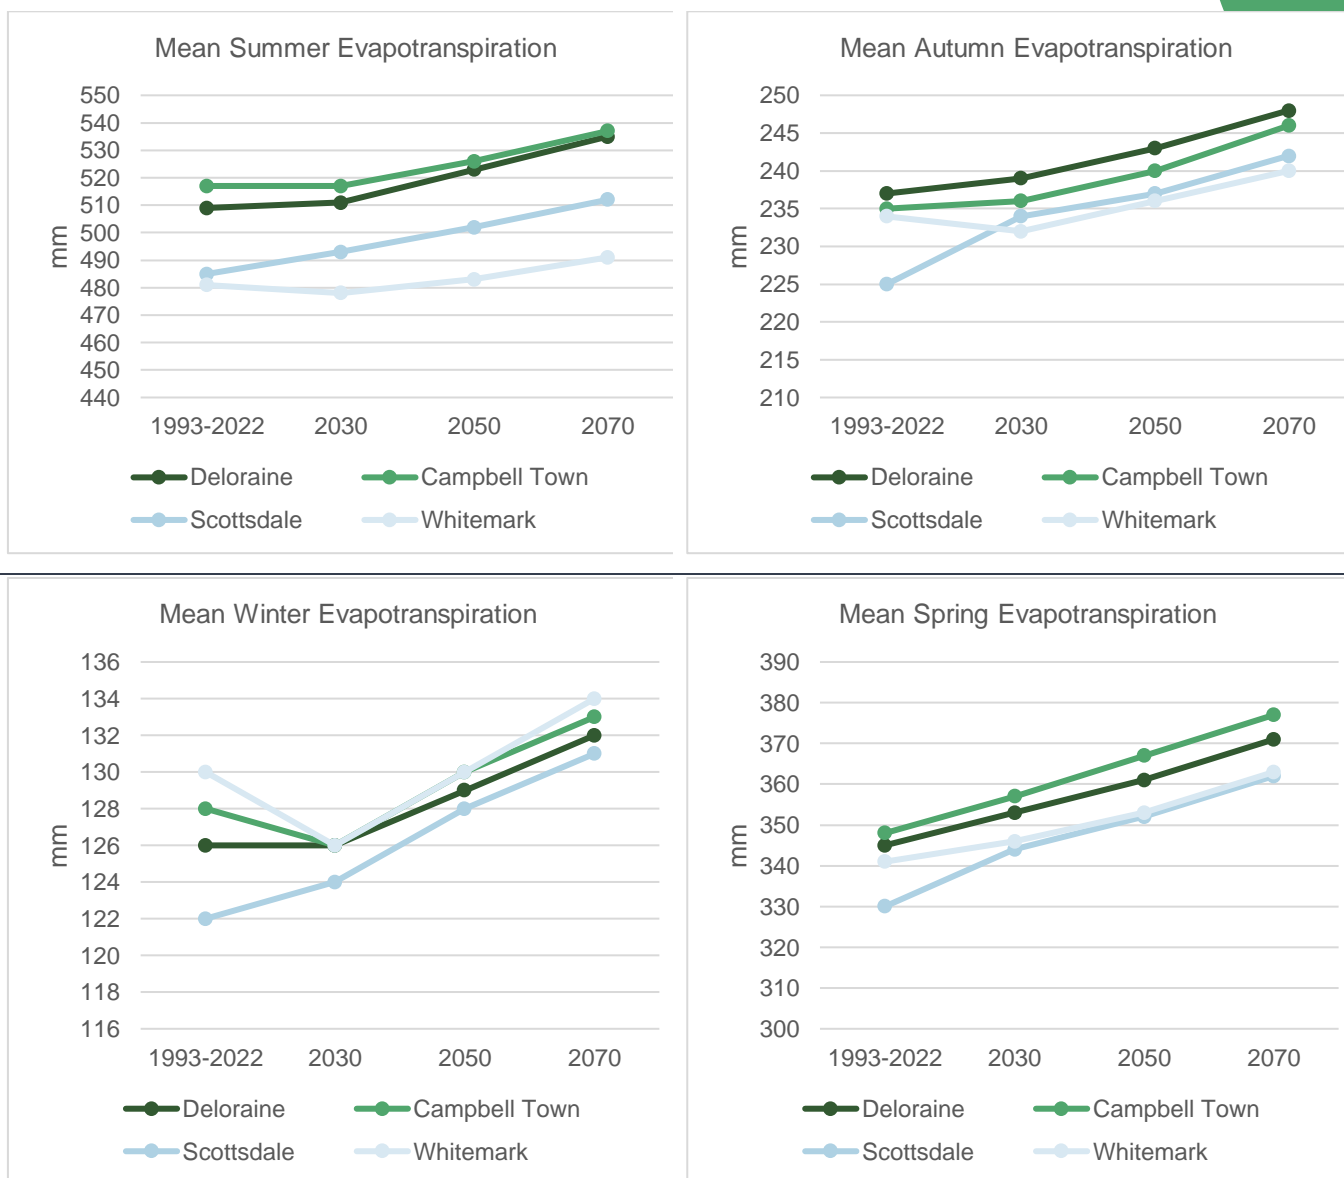 Mean Summer Evapotranspiration
550
540
530
520
510
500
490
480
470
460
450
440
mm
1993-2022 2030 2050 2070
Deloraine Campbell Town
Scottsdale Whitemark
Mean Autumn Evapotranspiration
250
245
240
235
230
225
220
215
210
mm
1993-2022 2030 2050 2070
Deloraine Campbell Town
Scottsdale Whitemark
Mean Winter Evapotranspiration
136
134
132
130
128
126
124
122
120
118
116
mm
1993-2022 2030 2050 2070
Deloraine Campbell Town
Scottsdale Whitemark
Mean Spring Evapotranspiration
390
380
370
360
350
340
330
320
310
300
mm
1993-2022 2030 2050 2070
Deloraine Campbell Town
Scottsdale Whitemark